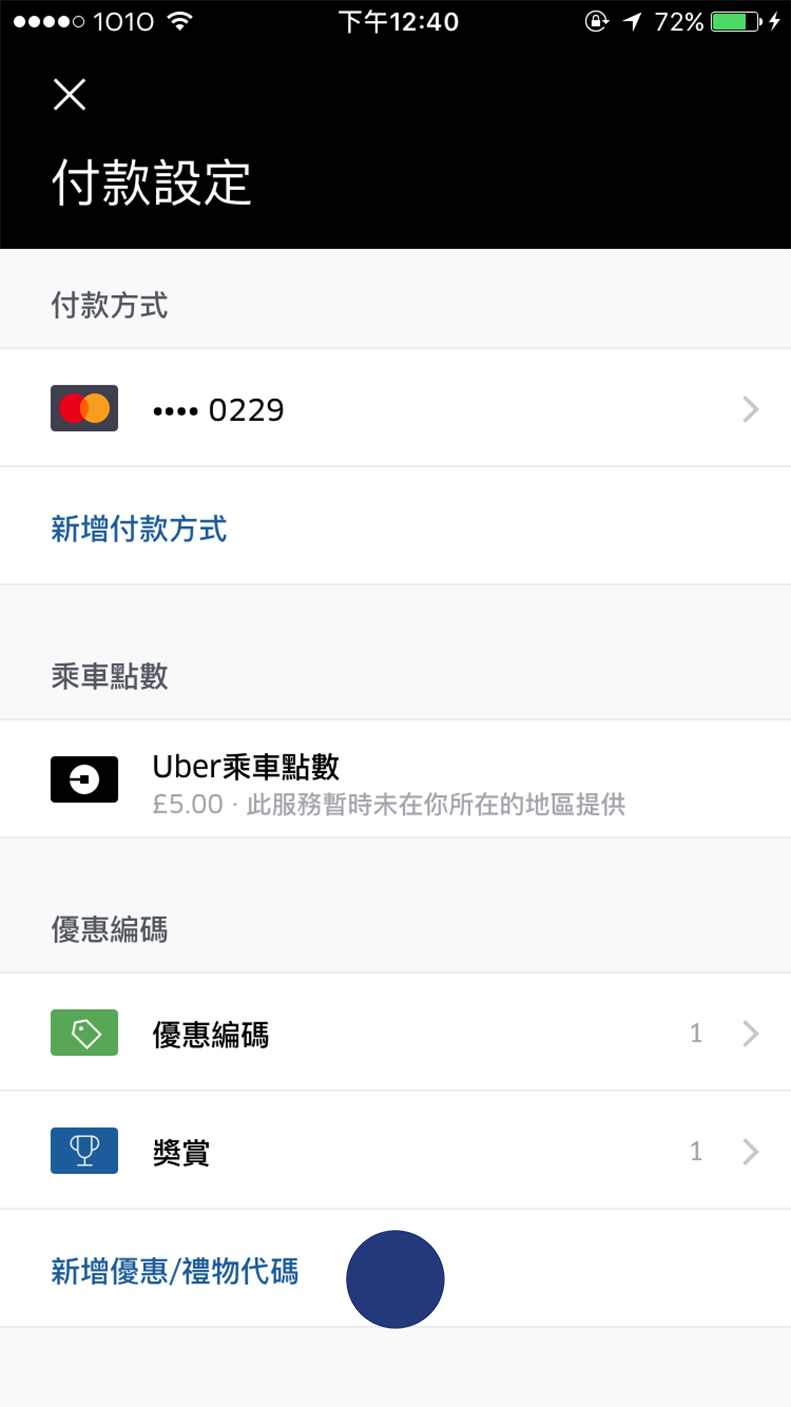 1010 下午12:40 72%
付款設定
付款方式
•••• 0229
新增付款方式
乘車點數
Uber乘車點數
£5.00 · 此服務暫時未在你所在的地區提供
優惠編碼
優惠編碼 1
獎賞 1
新增優惠/禮物代碼